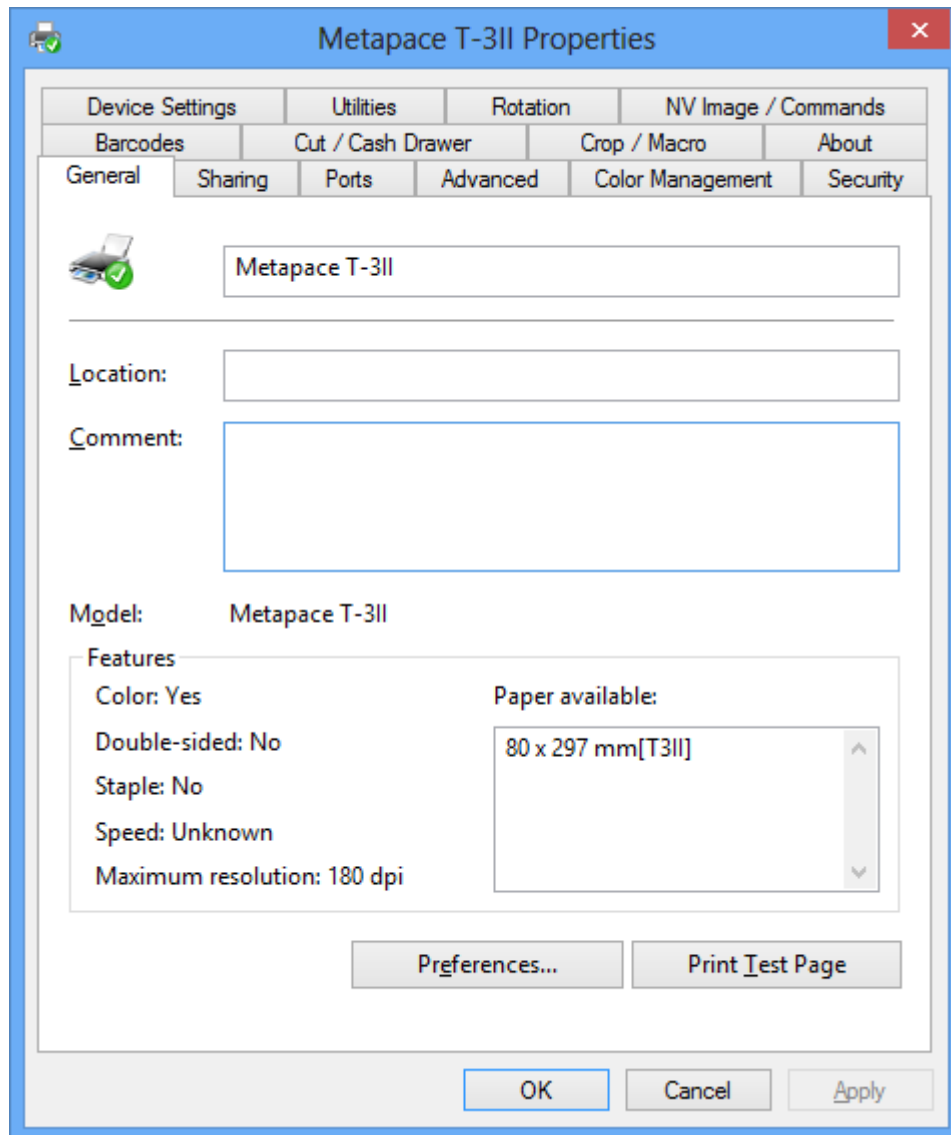 Metapace T-3II Properties
Device Settings Utilities Rotation NV Image / Commands
Barcodes Cut / Cash Drawer Crop / Macro About
General Sharing Ports Advanced Color Management Security
Metapace T-3II
Location:
Comment:
Model: Metapace T-3II
Features
Color: Yes Paper available:
Double-sided: No 80 x 297 mm[T3II]
Staple: No
Speed: Unknown
Maximum resolution: 180 dpi
Preferences... Print Test Page
OK Cancel Apply